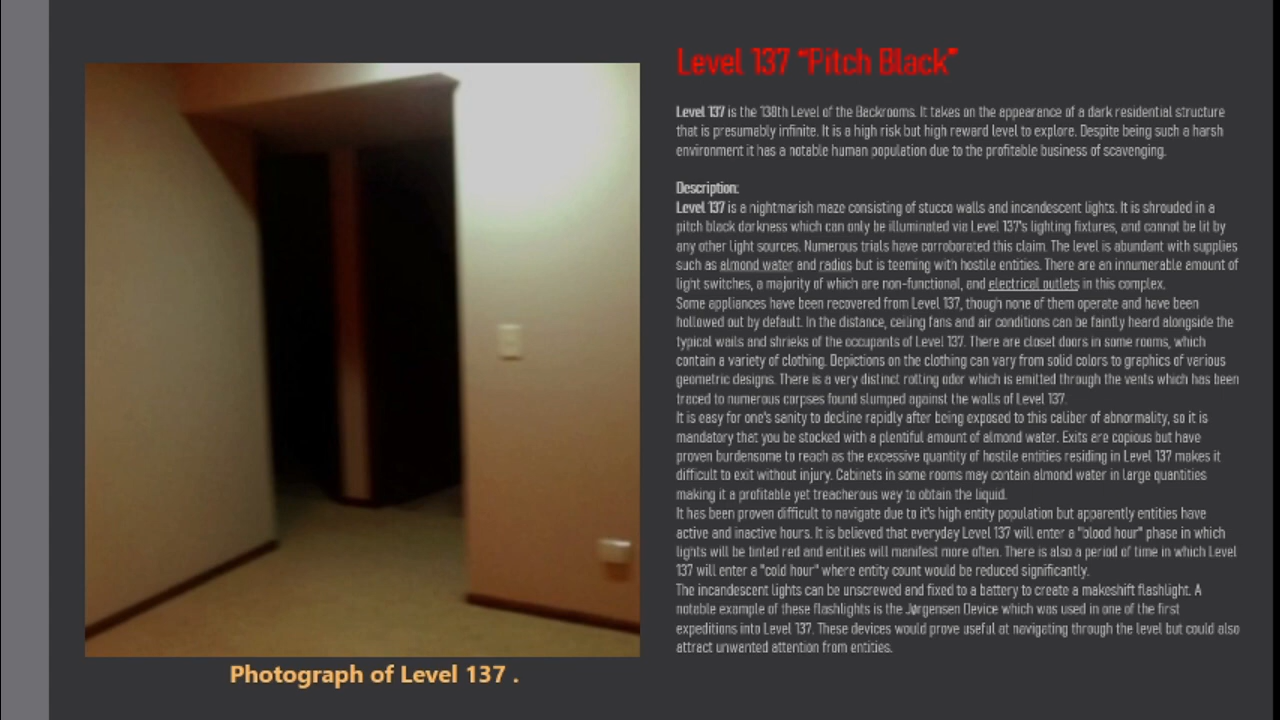 Level 137 “Pitch Black”
Level 137 is the 138th Level of the Backrooms. It takes on the appearance of a dark residential structure
that is presumably infinite. It is a high risk but high reward level to explore. Despite being such a harsh
environment it has a notable human population due to the profitable business of scavenging.
Description:
Level 137 is a nightmarish maze consisting of stucco walls and incandescent lights. It is shrouded in a
pitch black darkness which can only be illuminated via Level 137's lighting fixtures, and cannot be lit by
any other light sources. Numerous trials have corroborated this claim. The level is abundant with supplies
such as almond water and radios but is teeming with hostile entities. There are an innumerable amount of
light switches, a majority of which are non-functional, and electrical outlets in this complex.
Some appliances have been recovered from Level 137, though none of them operate and have been
hollowed out by default. In the distance, ceiling fans and air conditions can be faintly heard alongside the
typical wails and shrieks of the occupants of Level 137. There are closet doors in some rooms, which
contain a variety of clothing. Depictions on the clothing can vary from solid colors to graphics of various
geometric designs. There is a very distinct rotting odor which is emitted through the vents which has been
traced to numerous corpses found slumped against the walls of Level 137.
It is easy for one's sanity to decline rapidly after being exposed to this caliber of abnormality, so it is
mandatory that you be stocked with a plentiful amount of almond water. Exits are copious but have
proven burdensome to reach as the excessive quantity of hostile entities residing in Level 137 makes it
difficult to exit without injury. Cabinets in some rooms may contain almond water in large quantities
making it a profitable yet treacherous way to obtain the liquid.
It has been proven difficult to navigate due to it's high entity population but apparently entities have
active and inactive hours. It is believed that everyday Level 137 will enter a "blood hour" phase in which
lights will be tinted red and entities will manifest more often. There is also a period of time in which Level
137 will enter a "cold hour" where entity count would be reduced significantly.
The incandescent lights can be unscrewed and fixed to a battery to create a makeshift flashlight. A
notable example of these flashlights is the Jørgensen Device which was used in one of the first
expeditions into Level 137. These devices would prove useful at navigating through the level but could also
attract unwanted attention from entities.
Photograph of Level 137 .